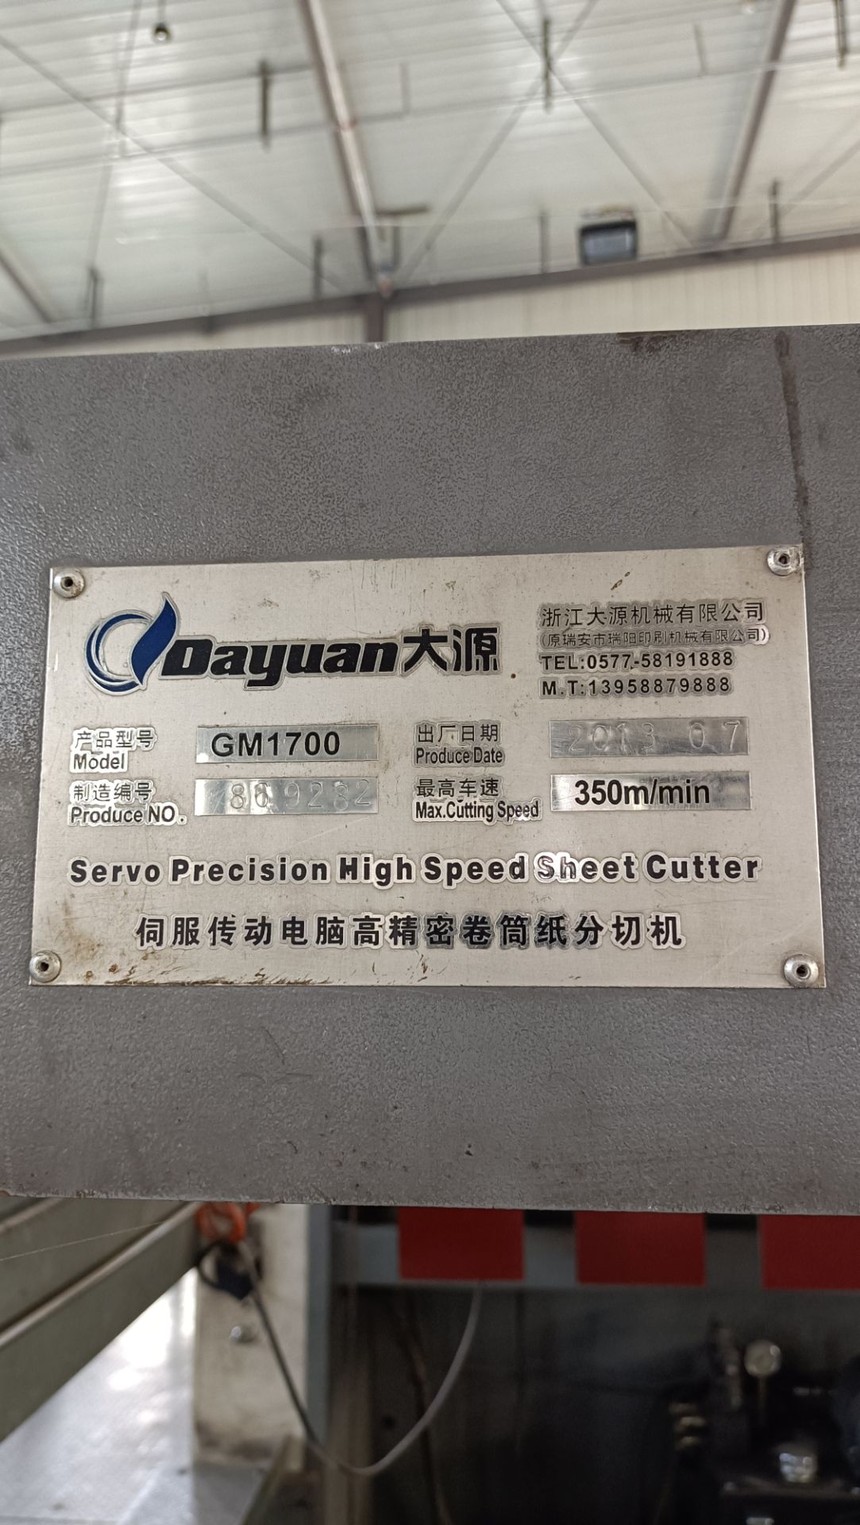 Dayuan大源
浙江大源机械有限公司
(原瑞安市瑞阳印刷机械有限公司)
TEL:0577-58191888
M.T:13958879888
产品型号 GM1700 出厂日期 2013 07
Model Produce Date
制造编号 最高车速 350m/min
Produce NO. Max.Cutting Speed
Servo Precision High Speed Sheet Cutter
伺服传动电脑高精密卷筒纸分切机